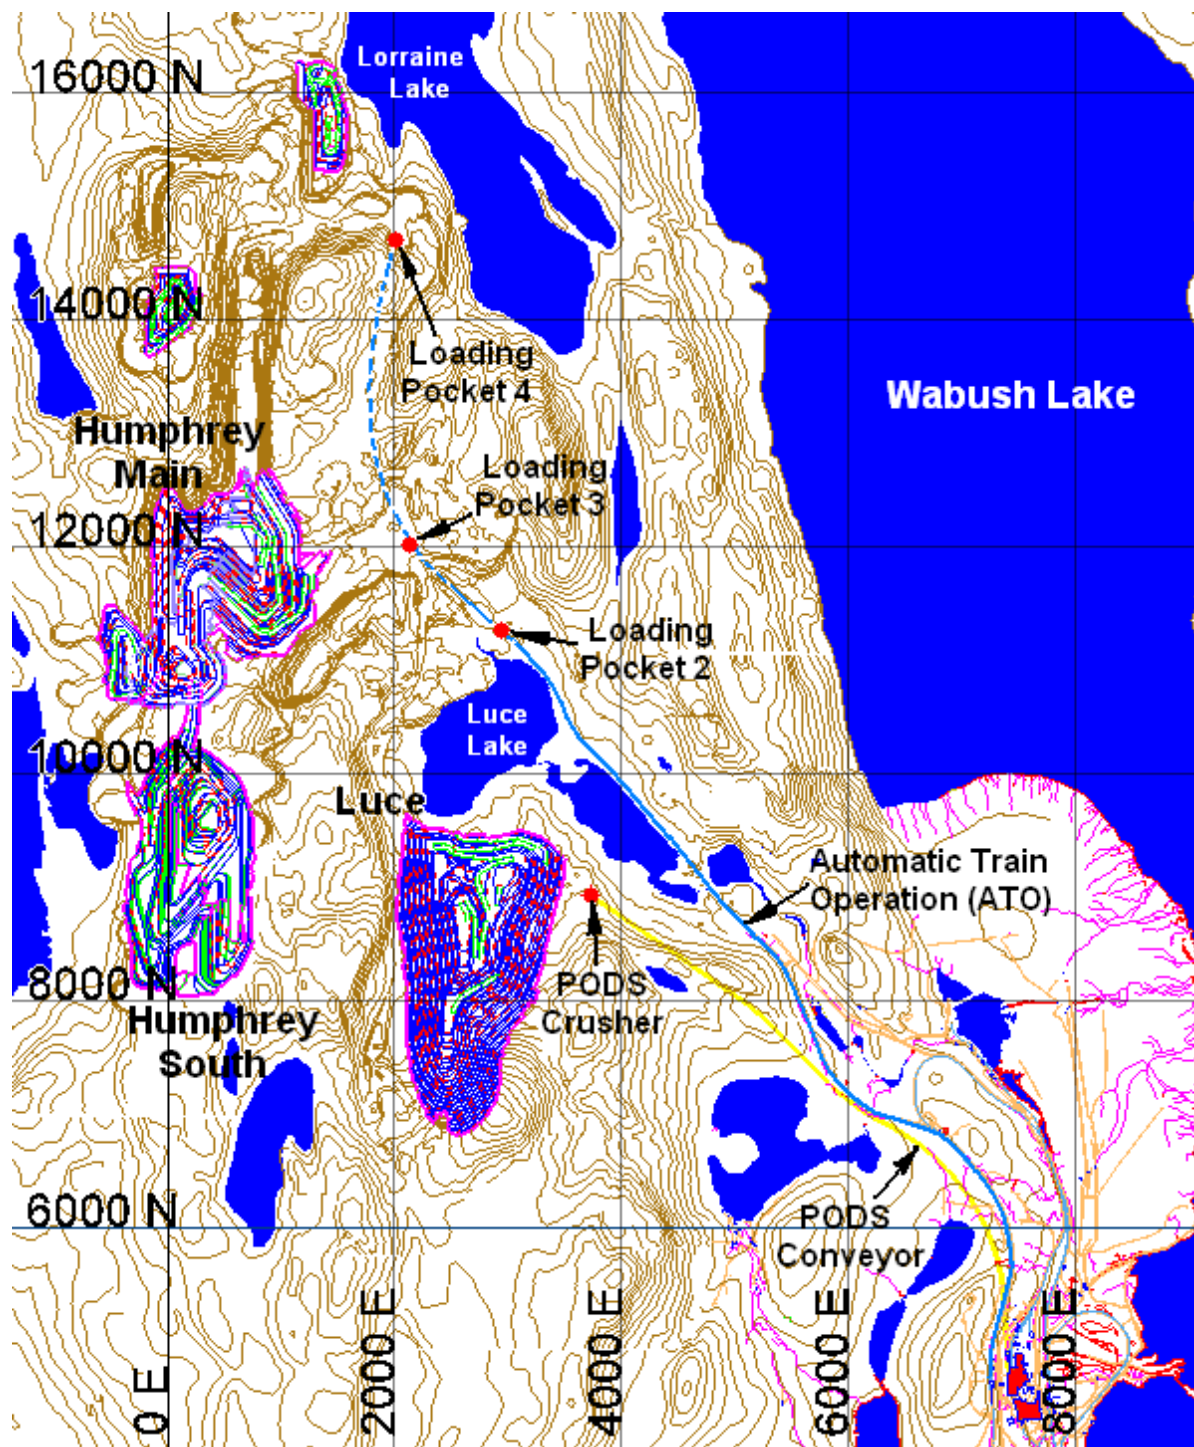 Lorraine
Lake
16000 N
14000 N
Loading
Pocket 4
Wabush Lake
Humphrey
Main
Loading
Pocket 3
12000 N
Loading
Pocket 2
Luce
Lake
10000 N
Luce
Automatic Train
Operation (ATO)
PODS
Crusher
8000 N
Humphrey
South
6000 N
PODS
Conveyor
0 E
2000 E
4000 E
6000 E
8000 E